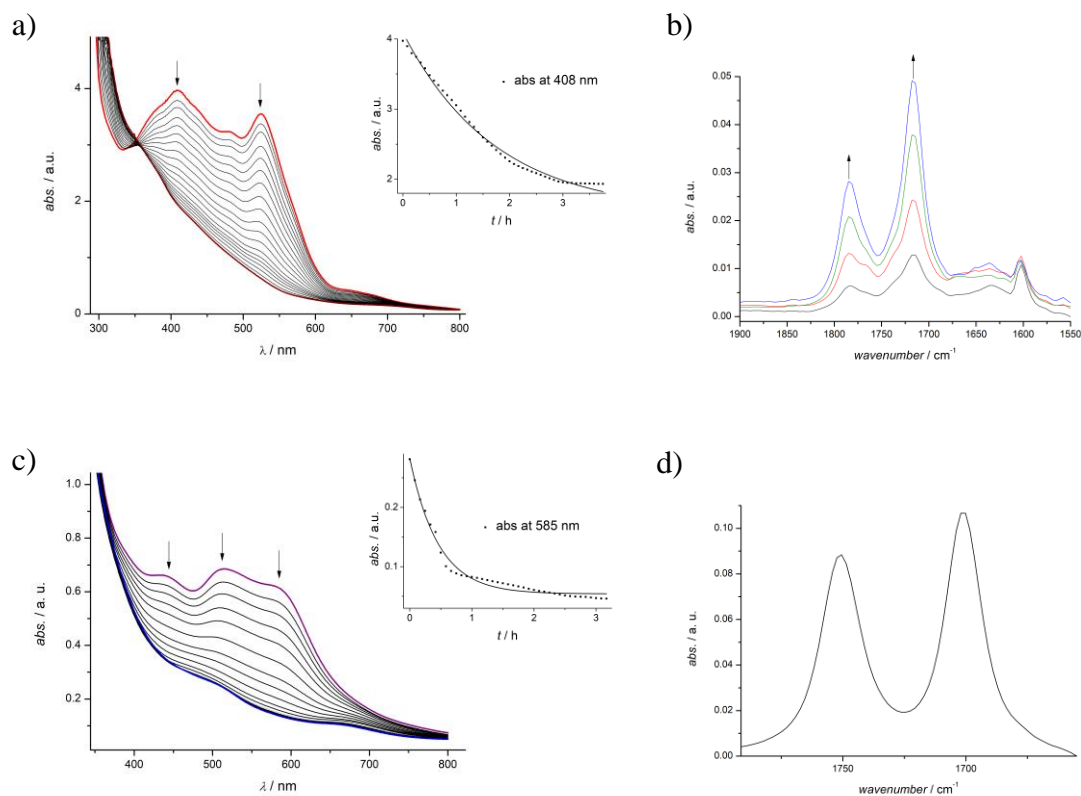 a)
abs. / a.u.
4
2
0
300 400 500 600 700 800
λ / nm
abs. / a.u.
4
3
2
abs at 408 nm
0 1 2 3
t / h
b)
abs. / a.u.
0.05
0.04
0.03
0.02
0.01
0.00
1900 1850 1800 1750 1700 1650 1600 1550
wavenumber / cm⁻¹
c)
abs. / a. u.
1.0
0.8
0.6
0.4
0.2
400 500 600 700 800
λ / nm
abs. / a.u.
0.2
0.1
abs at 585 nm
0 1 2 3
t / h
d)
abs. / a. u.
0.10
0.08
0.06
0.04
0.02
0.00
1750 1700
wavenumber / cm⁻¹